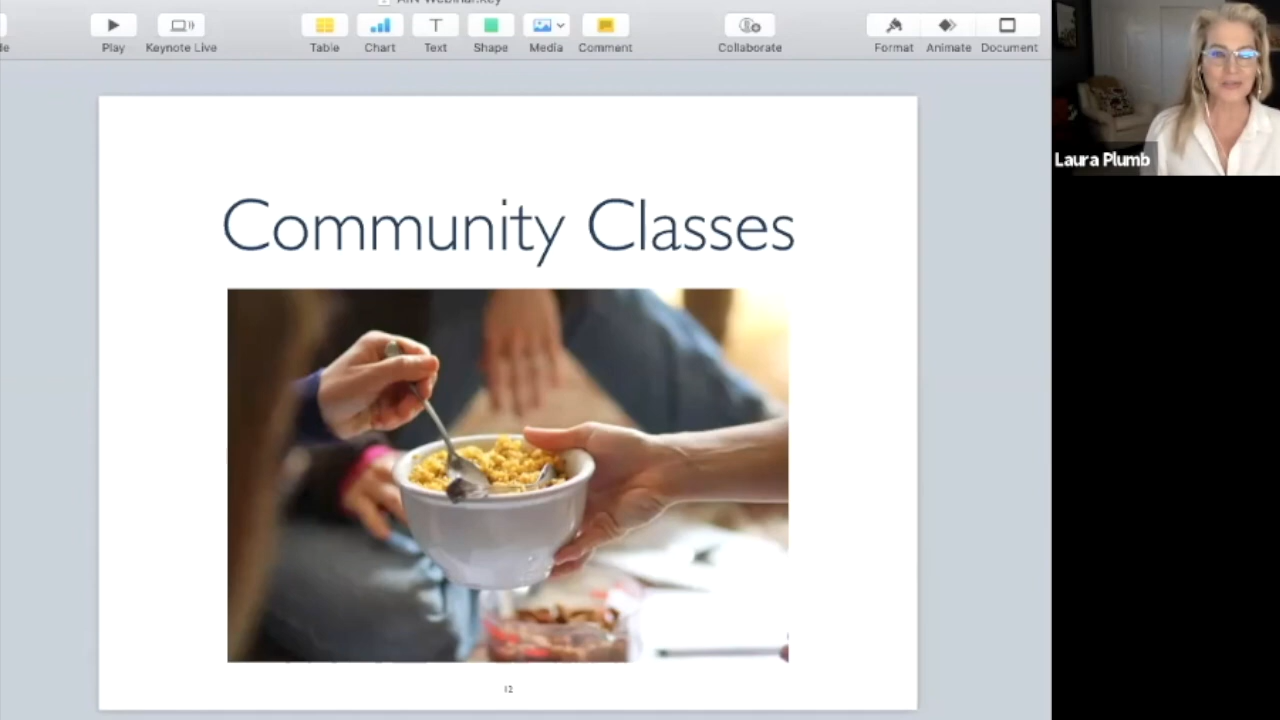 Play
Keynote Live
Table
Chart
Text
Shape
Media
Comment
Collaborate
Format
Animate
Document
Laura Plumb
Community Classes
12